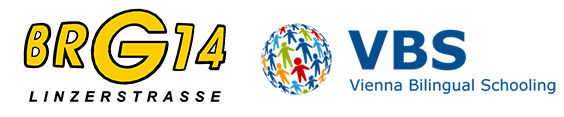 BRG14
LINZERSTRASSE
VBS
Vienna Bilingual Schooling